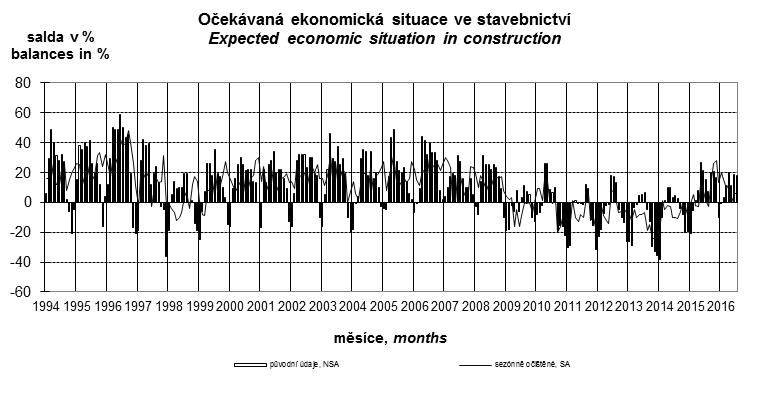 Očekávaná ekonomická situace ve stavebnictví
Expected economic situation in construction
salda v %
balances in %
80
60
40
20
0
-20
-40
-60
1994 1995 1996 1997 1998 1999 2000 2001 2002 2003 2004 2005 2006 2007 2008 2009 2010 2011 2012 2013 2014 2015 2016
měsíce, months
původní údaje, NSA sezónně očištěné, SA